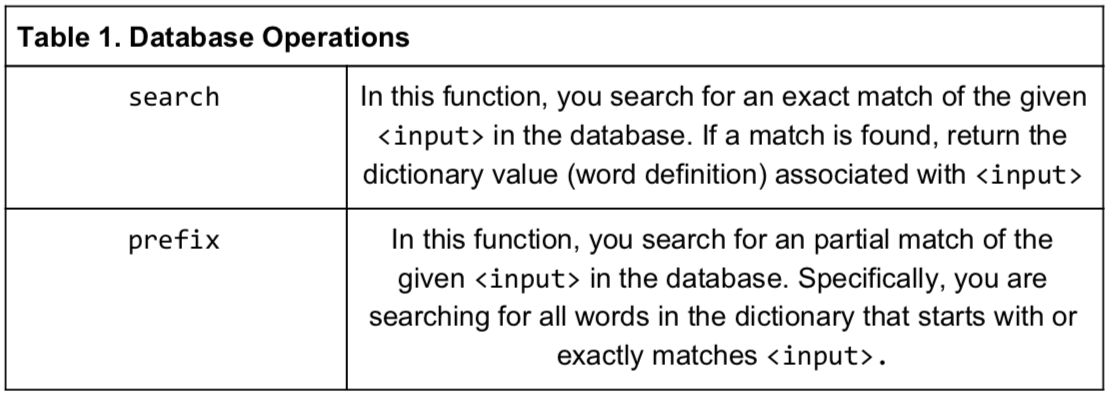 Table 1. Database Operations
search
In this function, you search for an exact match of the given
<input> in the database. If a match is found, return the
dictionary value (word definition) associated with <input>
prefix
In this function, you search for an partial match of the
given <input> in the database. Specifically, you are
searching for all words in the dictionary that starts with or
exactly matches <input>.